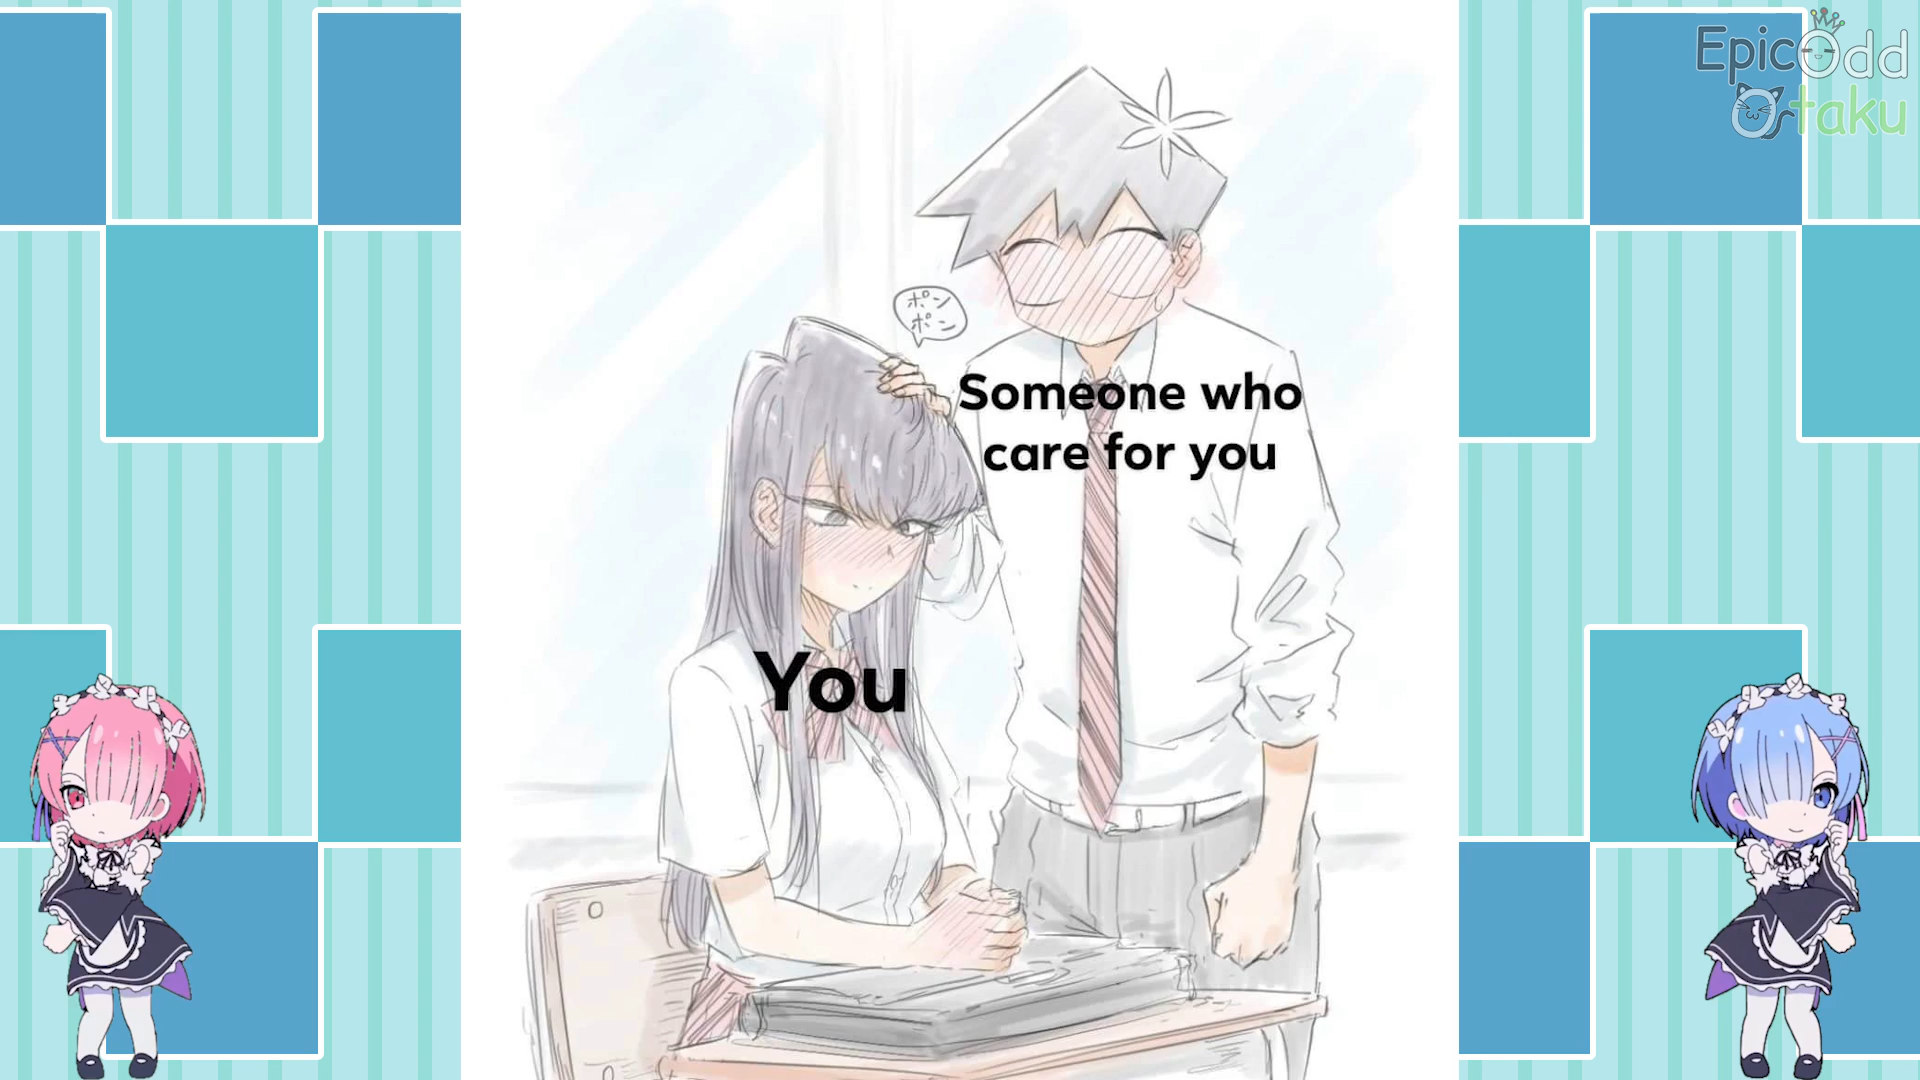 EpicOdd
Otaku
ポン
ポン
Someone who
care for you
You